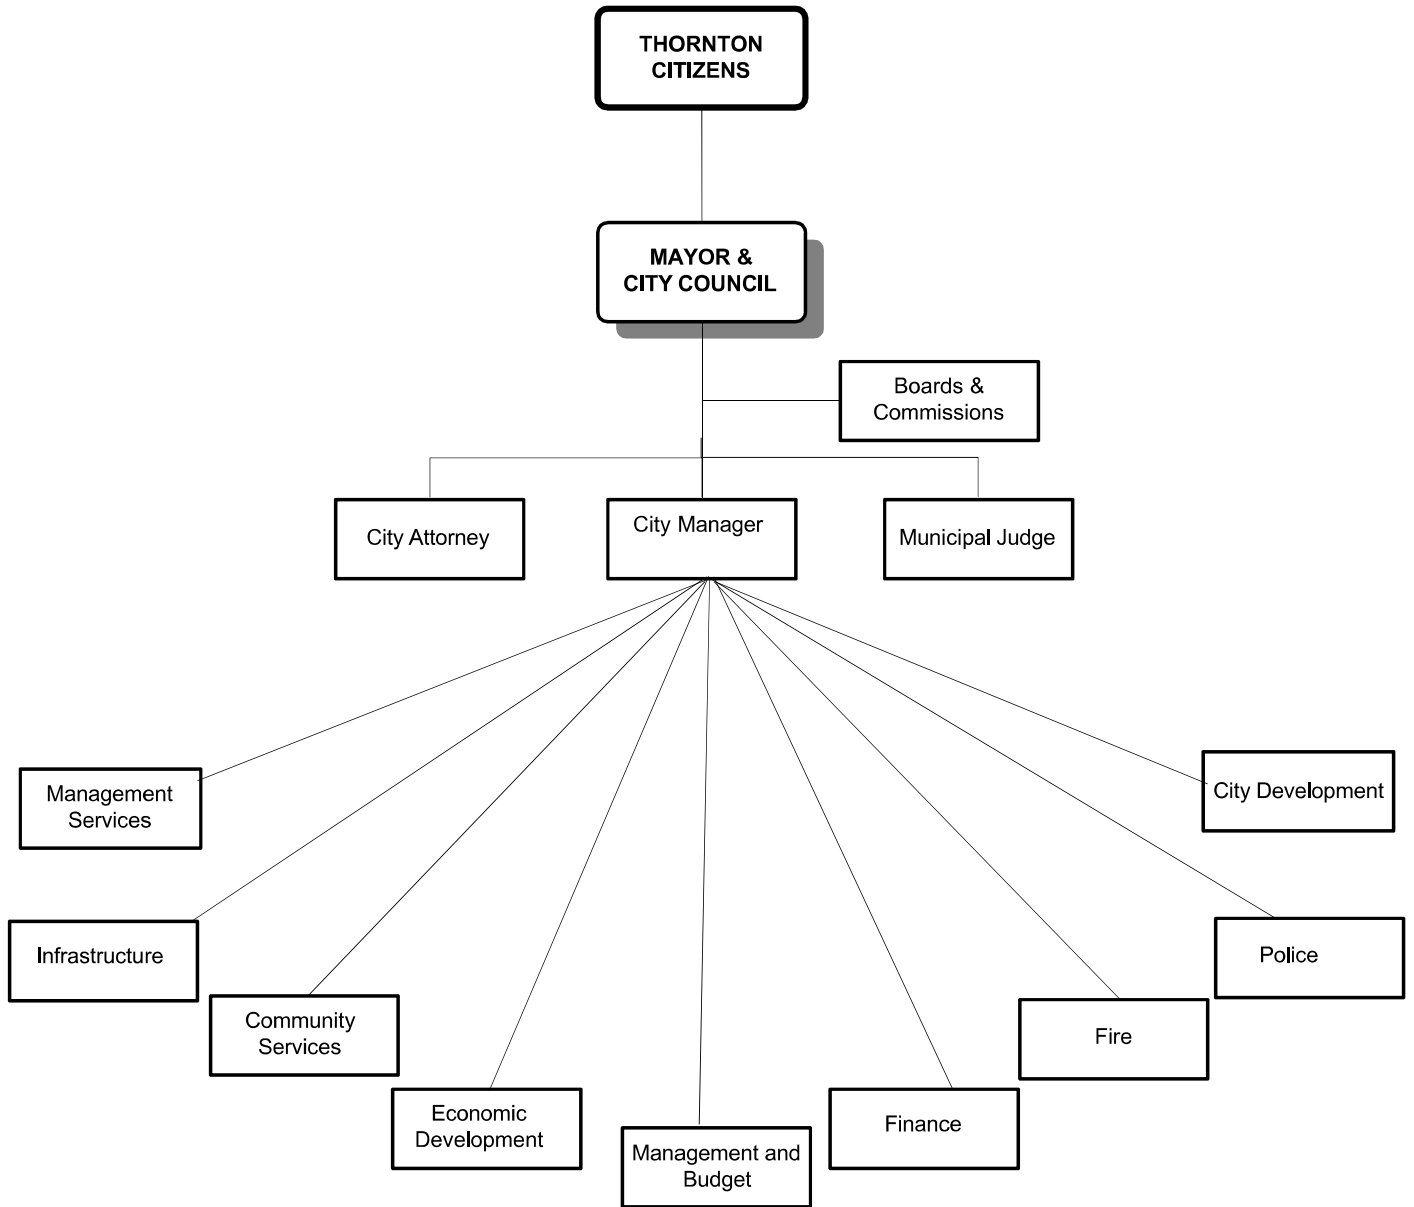 THORNTON
CITIZENS
MAYOR &
CITY COUNCIL
Boards &
Commissions
City Attorney
City Manager
Municipal Judge
Management
Services
City Development
Infrastructure
Police
Community
Services
Fire
Economic
Development
Finance
Management and
Budget